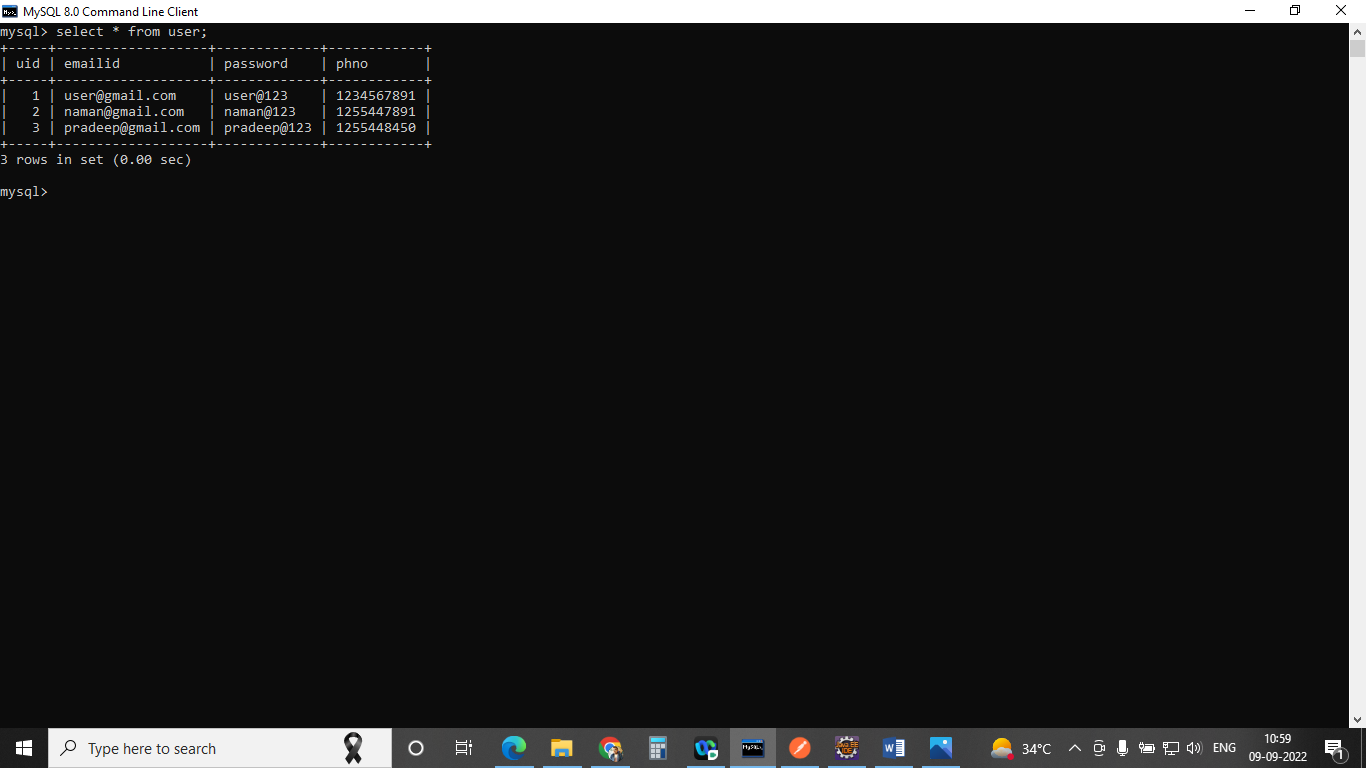 MySQL 8.0 Command Line Client
mysql> select * from user;
+-----+-------------------+-------------+------------+
| uid | emailid           | password    | phno       |
+-----+-------------------+-------------+------------+
|   1 | user@gmail.com    | user@123    | 1234567891 |
|   2 | naman@gmail.com   | naman@123   | 1255447891 |
|   3 | pradeep@gmail.com | pradeep@123 | 1255448450 |
+-----+-------------------+-------------+------------+
3 rows in set (0.00 sec)
mysql>
Type here to search
34°C
ENG
10:59
09-09-2022
1